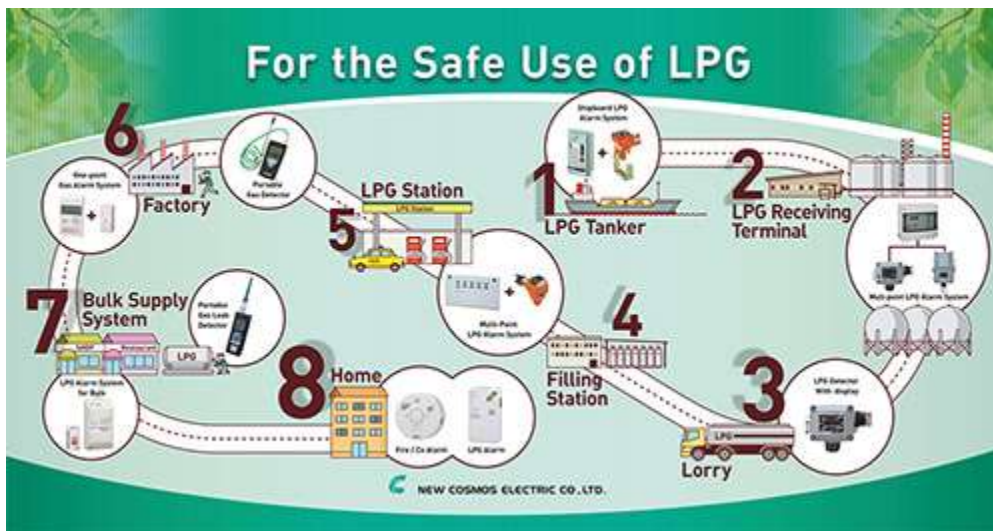 For the Safe Use of LPG
1
LPG Tanker
Shipboard LPG
Alarm System
+
2
LPG Receiving
Terminal
Multi-point LPG Alarm System
3
Lorry
LPG
LPG Detector
With display
4
Filling
Station
5
LPG Station
LPG Station
Multi-Point
LPG Alarm System
+
6
Factory
Portable
Gas Detector
One-point
Gas Alarm System
+
7
Bulk Supply
System
LPG
Portable
Gas Leak
Detector
LPG Alarm System
for Bulk
8
Home
Fire / Co Alarm
LPG Alarm
NEW COSMOS ELECTRIC CO.,LTD.